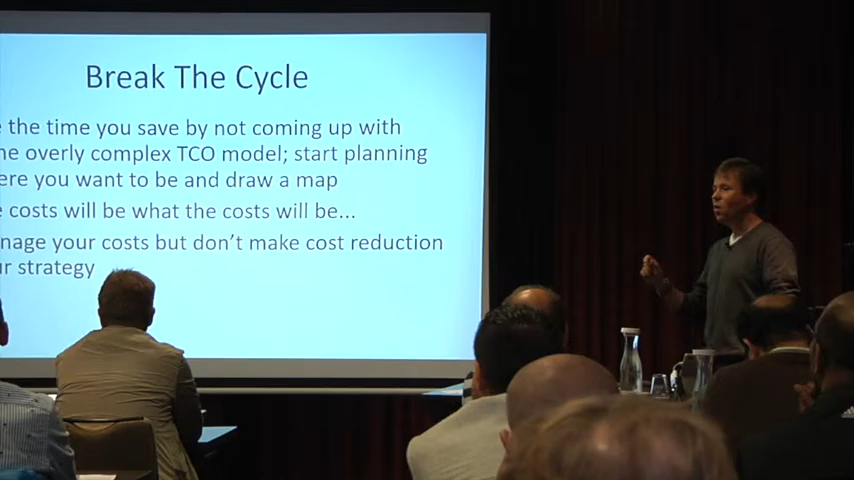 Break The Cycle
the time you save by not coming up with
overly complex TCO model; start planning
you want to be and draw a map
costs will be what the costs will be...
your costs but don't make cost reduction
strategy